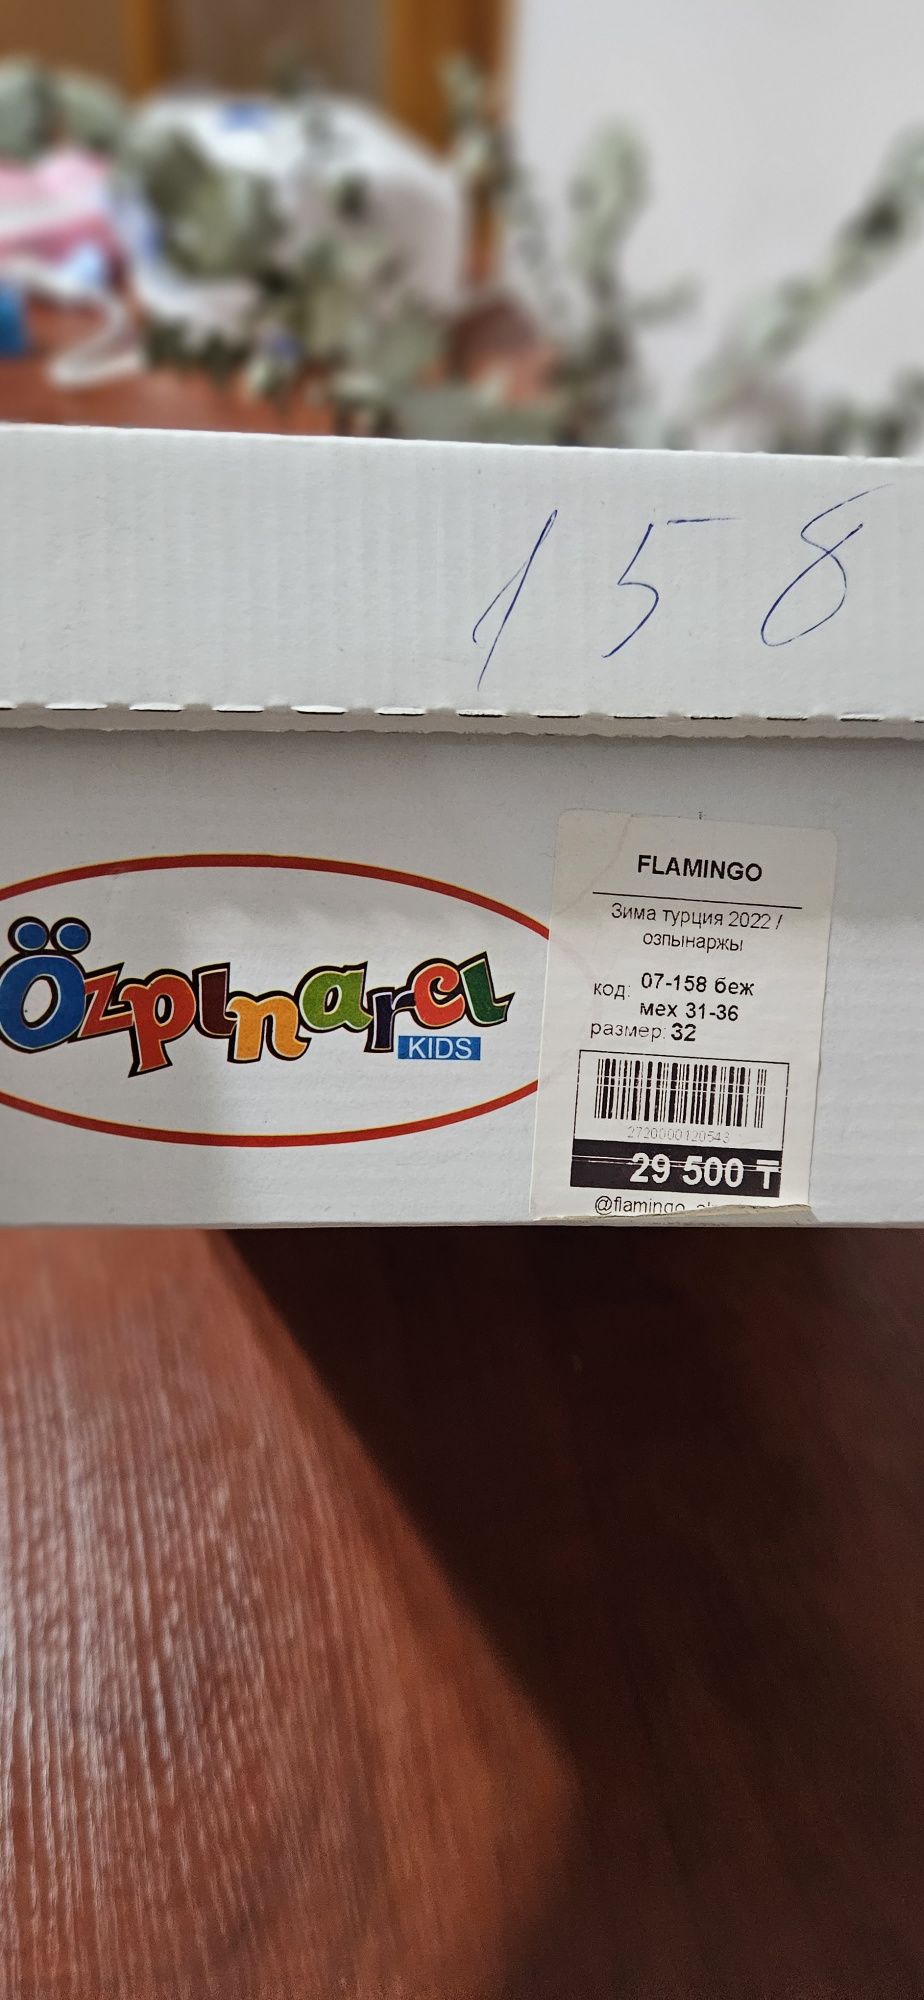 158
Özpınarcı
KIDS
FLAMINGO
Зима турция 2022 /
озпынаржы
код: 07-158 беж
мех 31-36
размер: 32
2720000120543
29 500 ₸
@flamingo